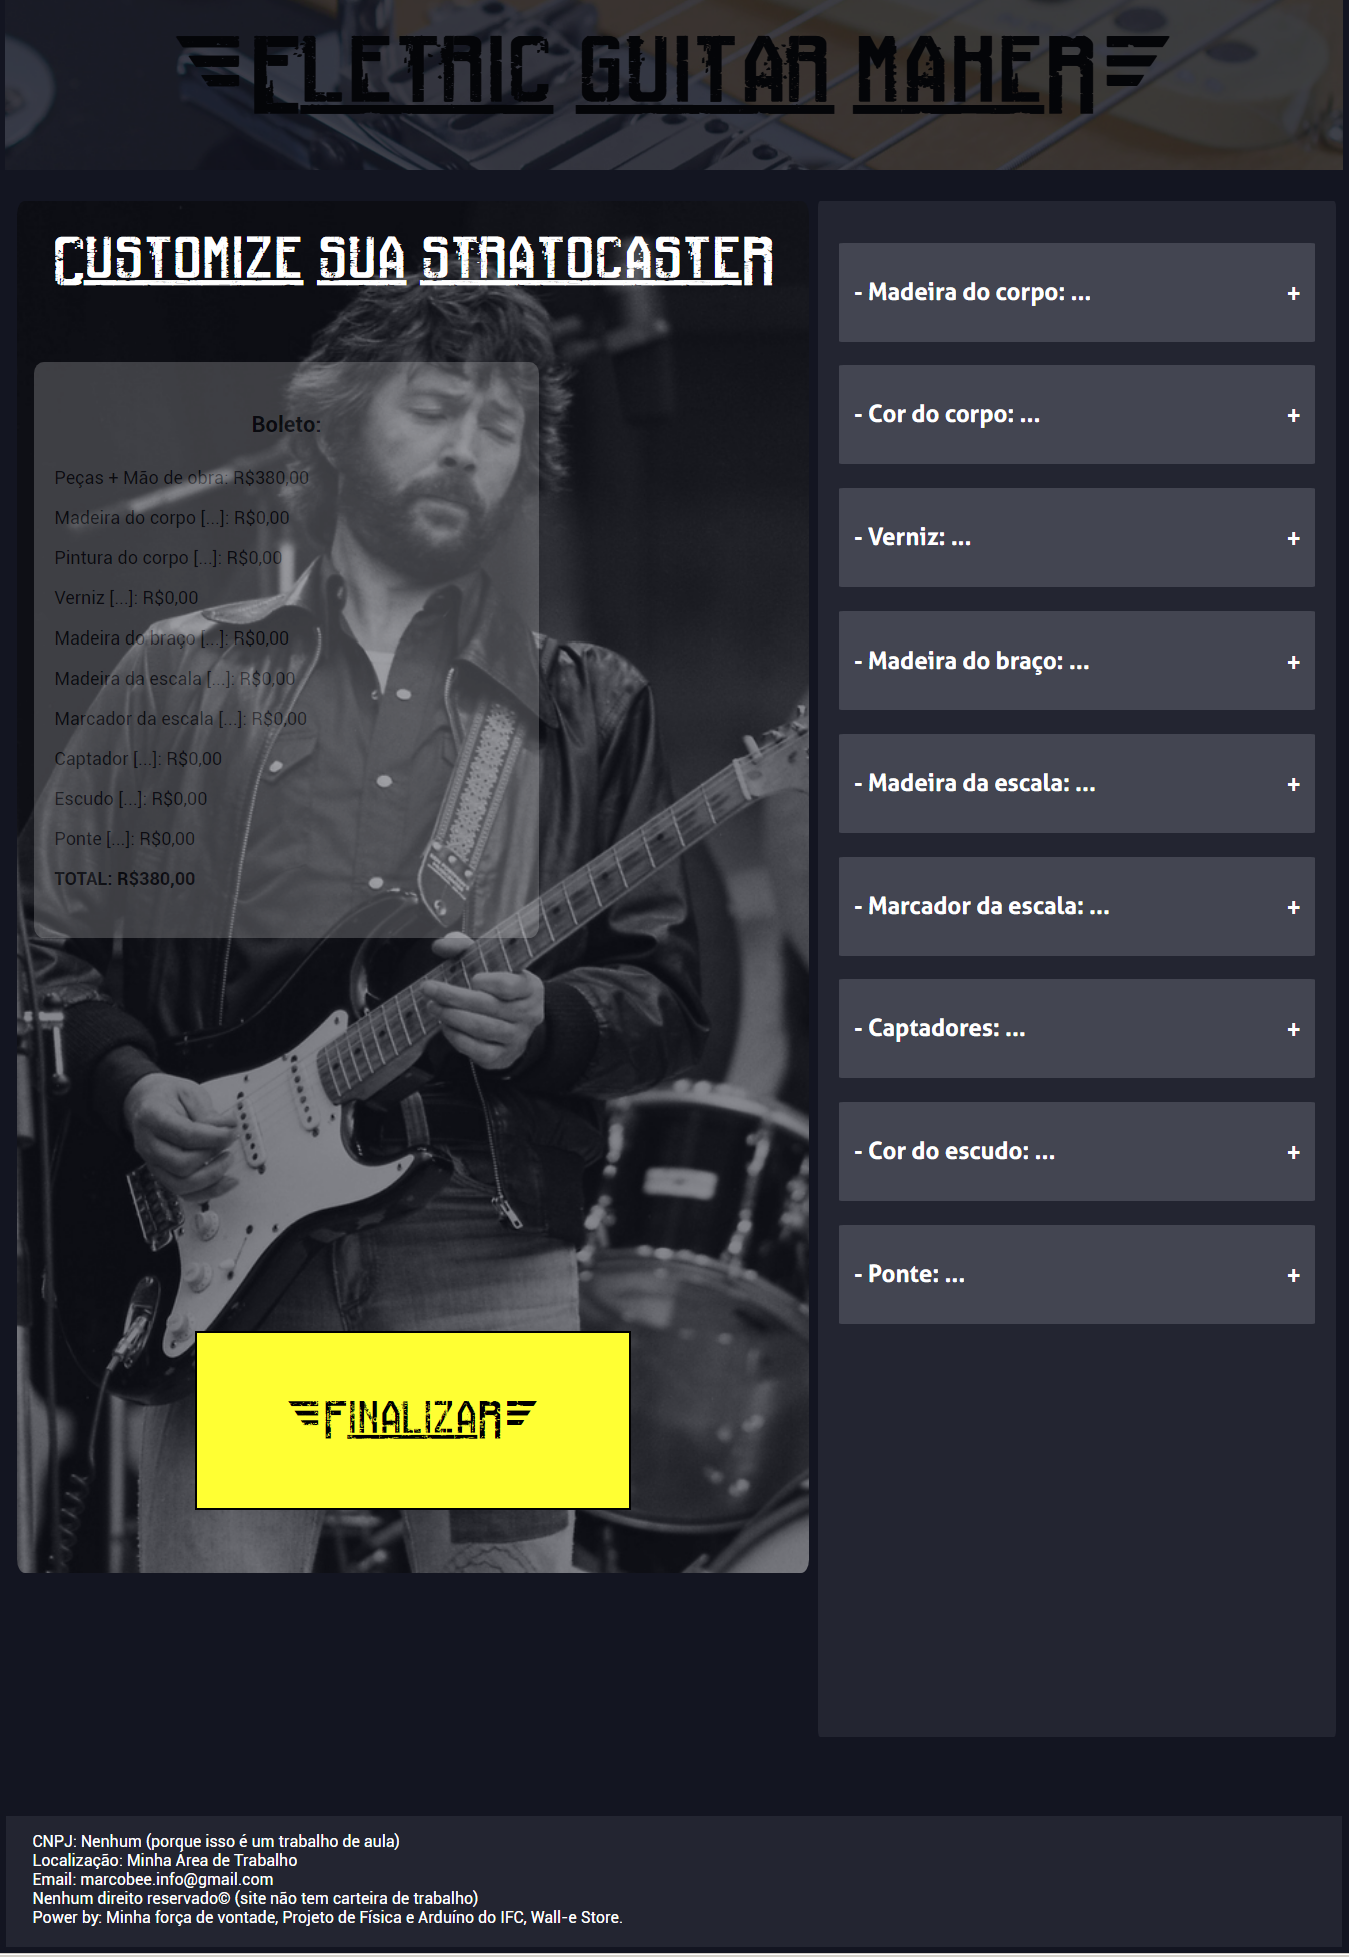 ELETRIC GUITAR MAKER
CUSTOMIZE SUA STRATOCASTER
Boleto:
Peças + Mão de obra: R$380,00
Madeira do corpo [...]: R$0,00
Pintura do corpo [...]: R$0,00
Verniz [...]: R$0,00
Madeira do braço [...]: R$0,00
Madeira da escala [...]: R$0,00
Marcador da escala [...]: R$0,00
Captador [...]: R$0,00
Escudo [...]: R$0,00
Ponte [...]: R$0,00
TOTAL: R$380,00
FINALIZAR
- Madeira do corpo: ... +
- Cor do corpo: ... +
- Verniz: ... +
- Madeira do braço: ... +
- Madeira da escala: ... +
- Marcador da escala: ... +
- Captadores: ... +
- Cor do escudo: ... +
- Ponte: ... +
CNPJ: Nenhum (porque isso é um trabalho de aula)
Localização: Minha Área de Trabalho
Email: marcobee.info@gmail.com
Nenhum direito reservado© (site não tem carteira de trabalho)
Power by: Minha força de vontade, Projeto de Física e Arduíno do IFC, Wall-e Store.